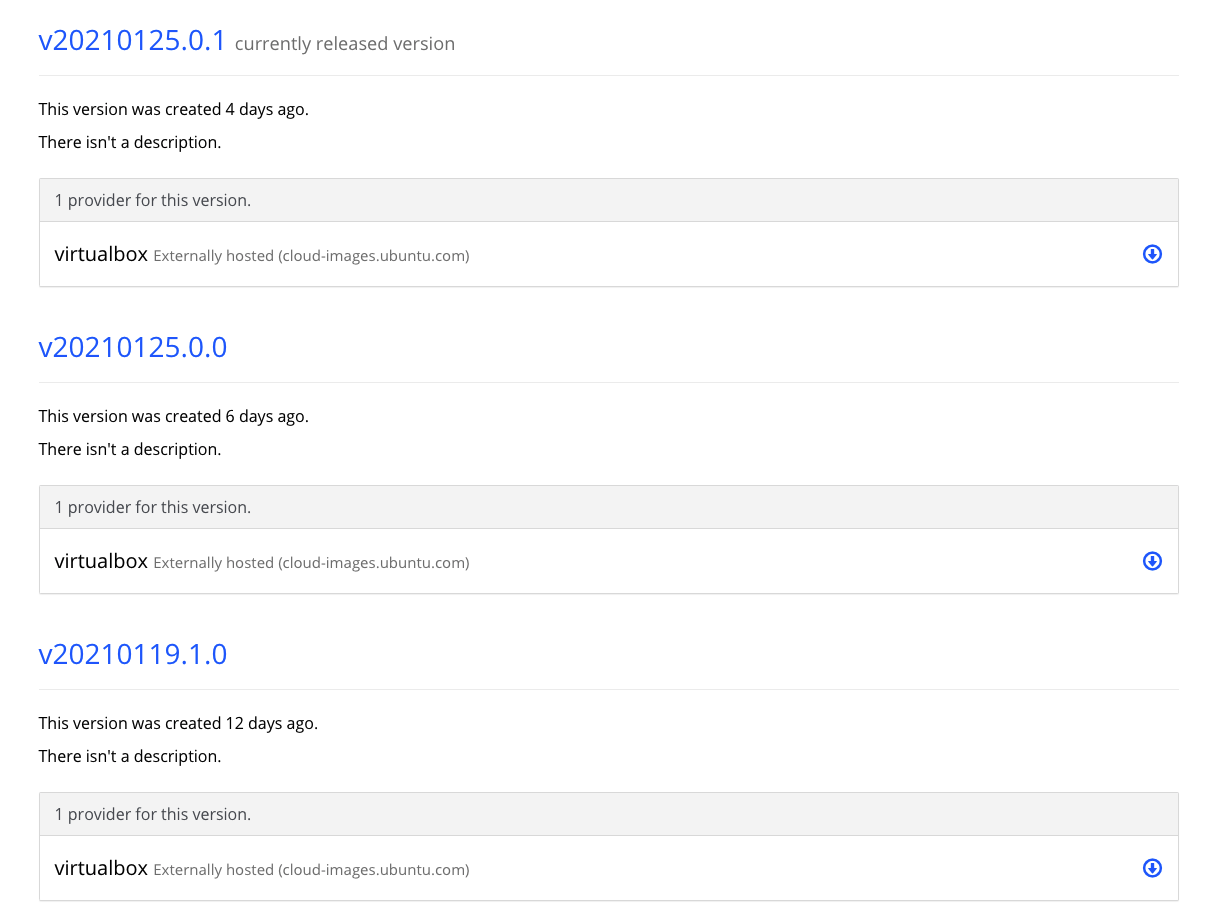 v20210125.0.1 currently released version
This version was created 4 days ago.
There isn't a description.
1 provider for this version.
virtualbox Externally hosted (cloud-images.ubuntu.com)
v20210125.0.0
This version was created 6 days ago.
There isn't a description.
1 provider for this version.
virtualbox Externally hosted (cloud-images.ubuntu.com)
v20210119.1.0
This version was created 12 days ago.
There isn't a description.
1 provider for this version.
virtualbox Externally hosted (cloud-images.ubuntu.com)